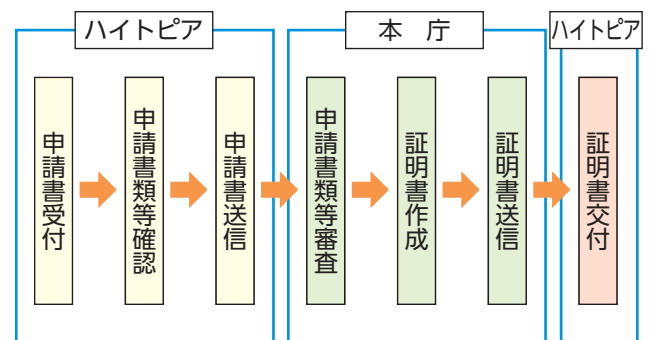 ハイトピア
本庁
ハイトピア
申請書受付
申請書類等確認
申請書送信
申請書類等審査
証明書作成
証明書送信
証明書交付